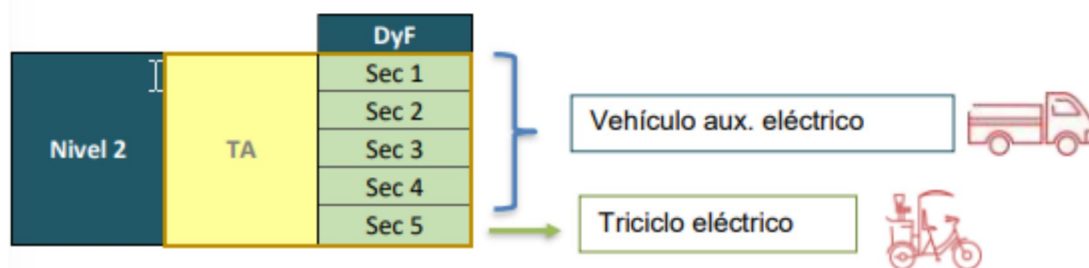 DyF
Sec 1
Sec 2
Sec 3
Sec 4
Sec 5
Nivel 2
TA
Vehículo aux. eléctrico
Triciclo eléctrico